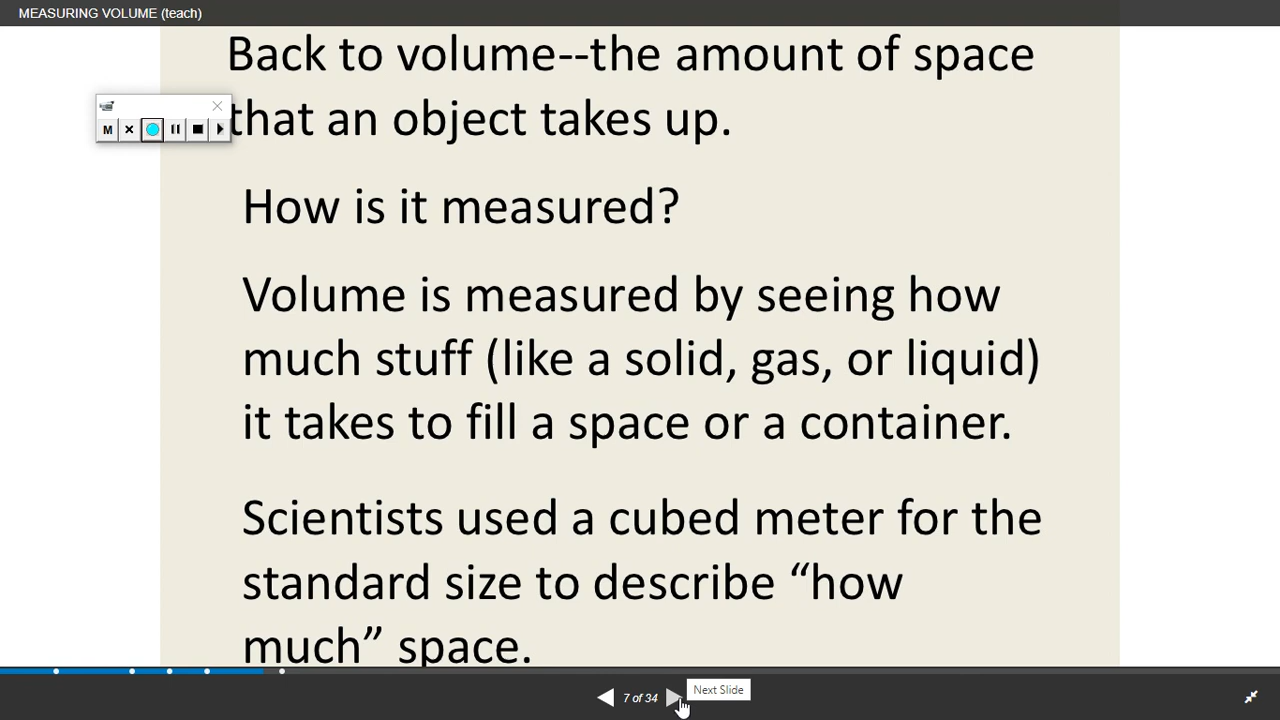 MEASURING VOLUME (teach)
Back to volume--the amount of space
that an object takes up.
M
How is it measured?
Volume is measured by seeing how
much stuff (like a solid, gas, or liquid)
it takes to fill a space or a container.
Scientists used a cubed meter for the
standard size to describe “how
much” space.
Next Slide
7 of 34